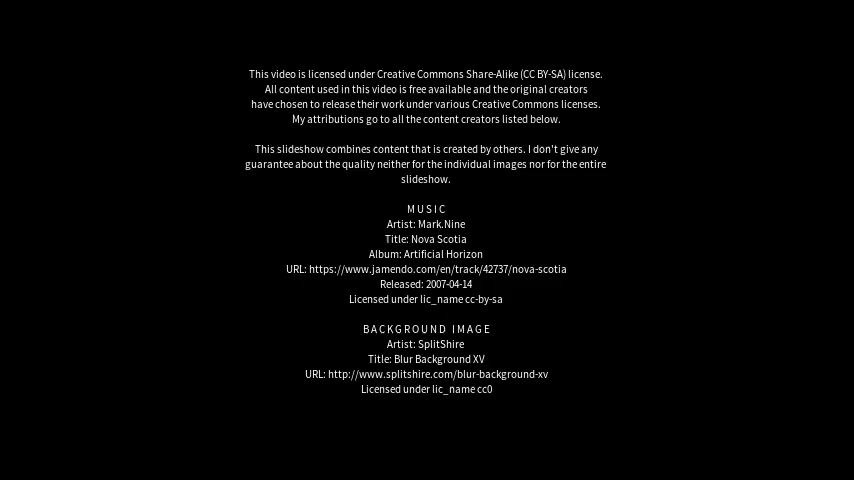 This video is licensed under Creative Commons Share-Alike (CC BY-SA) license.
All content used in this video is free available and the original creators
have chosen to release their work under various Creative Commons licenses.
My attributions go to all the content creators listed below.
This slideshow combines content that is created by others. I don't give any
guarantee about the quality neither for the individual images nor for the entire
slideshow.
MUSIC
Artist: Mark.Nine
Title: Nova Scotia
Album: Artificial Horizon
URL: https://www.jamendo.com/en/track/42737/nova-scotia
Released: 2007-04-14
Licensed under lic_name cc-by-sa
BACKGROUND IMAGE
Artist: SplitShire
Title: Blur Background XV
URL: http://www.splitshire.com/blur-background-xv
Licensed under lic_name cc0